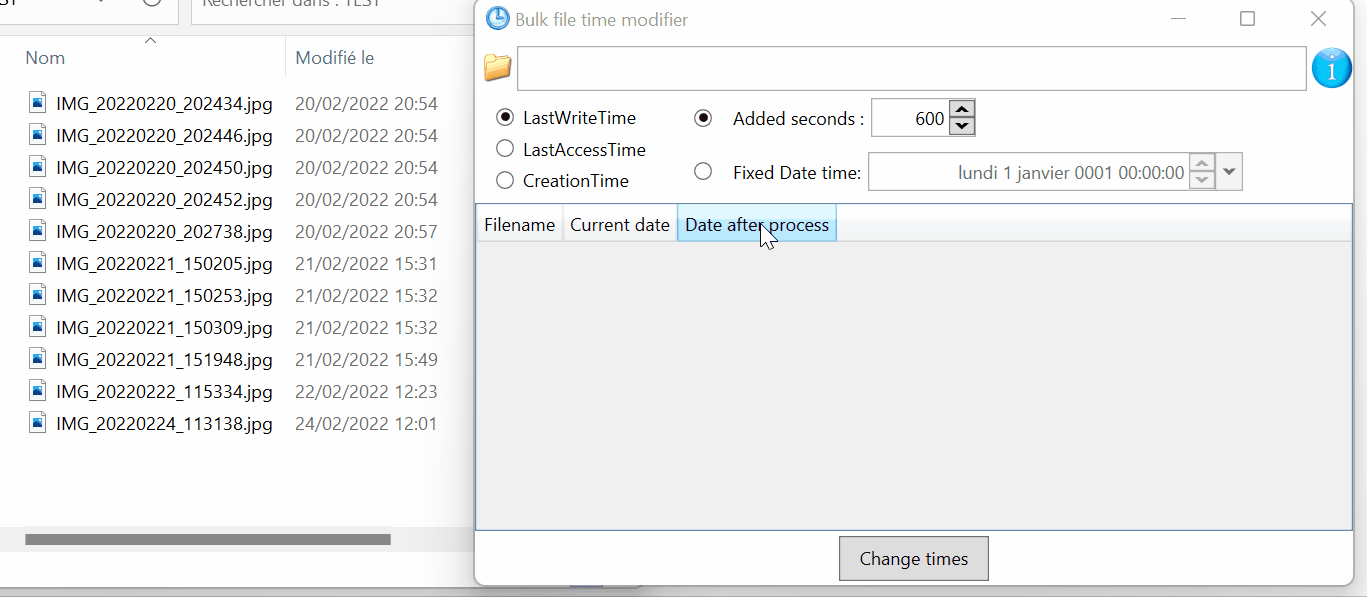 Rechercher dans : TEST
Nom
Modifié le
IMG_20220220_202434.jpg 20/02/2022 20:54
IMG_20220220_202446.jpg 20/02/2022 20:54
IMG_20220220_202450.jpg 20/02/2022 20:54
IMG_20220220_202452.jpg 20/02/2022 20:54
IMG_20220220_202738.jpg 20/02/2022 20:57
IMG_20220221_150205.jpg 21/02/2022 15:31
IMG_20220221_150253.jpg 21/02/2022 15:32
IMG_20220221_150309.jpg 21/02/2022 15:32
IMG_20220221_151948.jpg 21/02/2022 15:49
IMG_20220222_115334.jpg 22/02/2022 12:23
IMG_20220224_113138.jpg 24/02/2022 12:01
Bulk file time modifier
1
LastWriteTime
LastAccessTime
CreationTime
Added seconds : 600
Fixed Date time: lundi 1 janvier 0001 00:00:00
Filename Current date Date after process
Change times